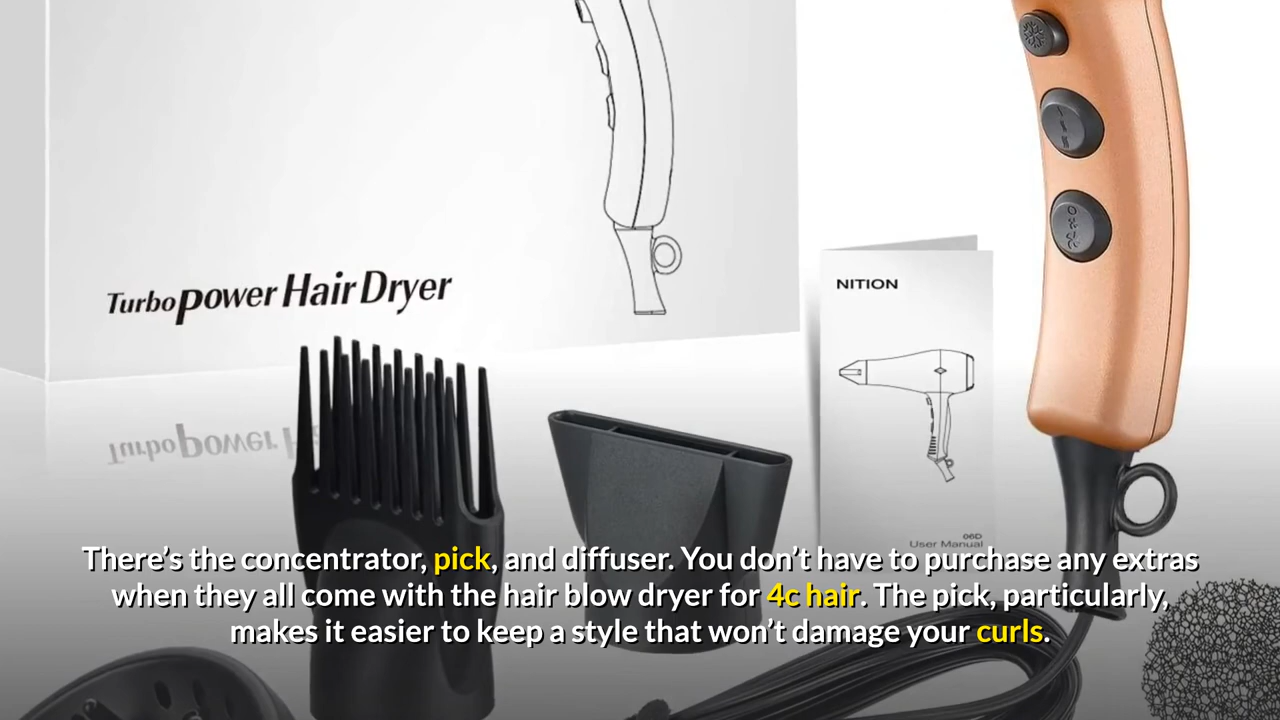 Turbo power Hair Dryer
NITION
06D
User Manual
There's the concentrator, pick, and diffuser. You don't have to purchase any extras
when they all come with the hair blow dryer for 4c hair. The pick, particularly,
makes it easier to keep a style that won't damage your curls.